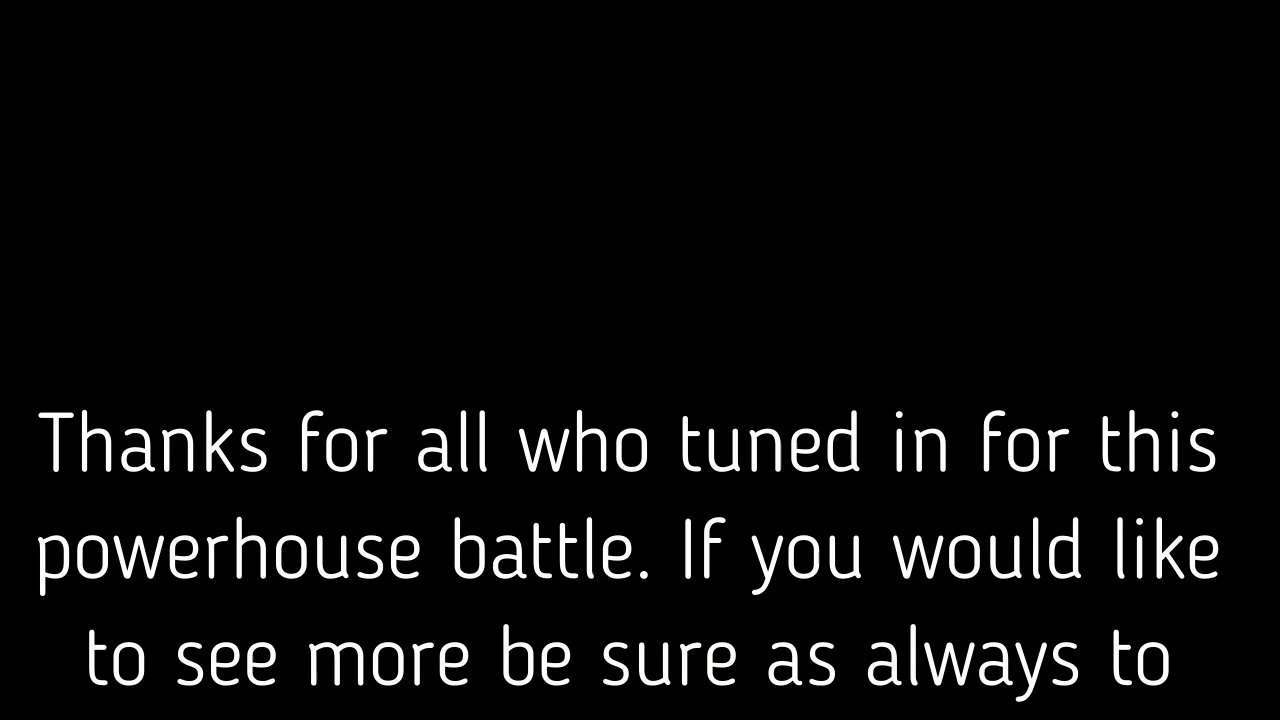 Thanks for all who tuned in for this
powerhouse battle. If you would like
to see more be sure as always to